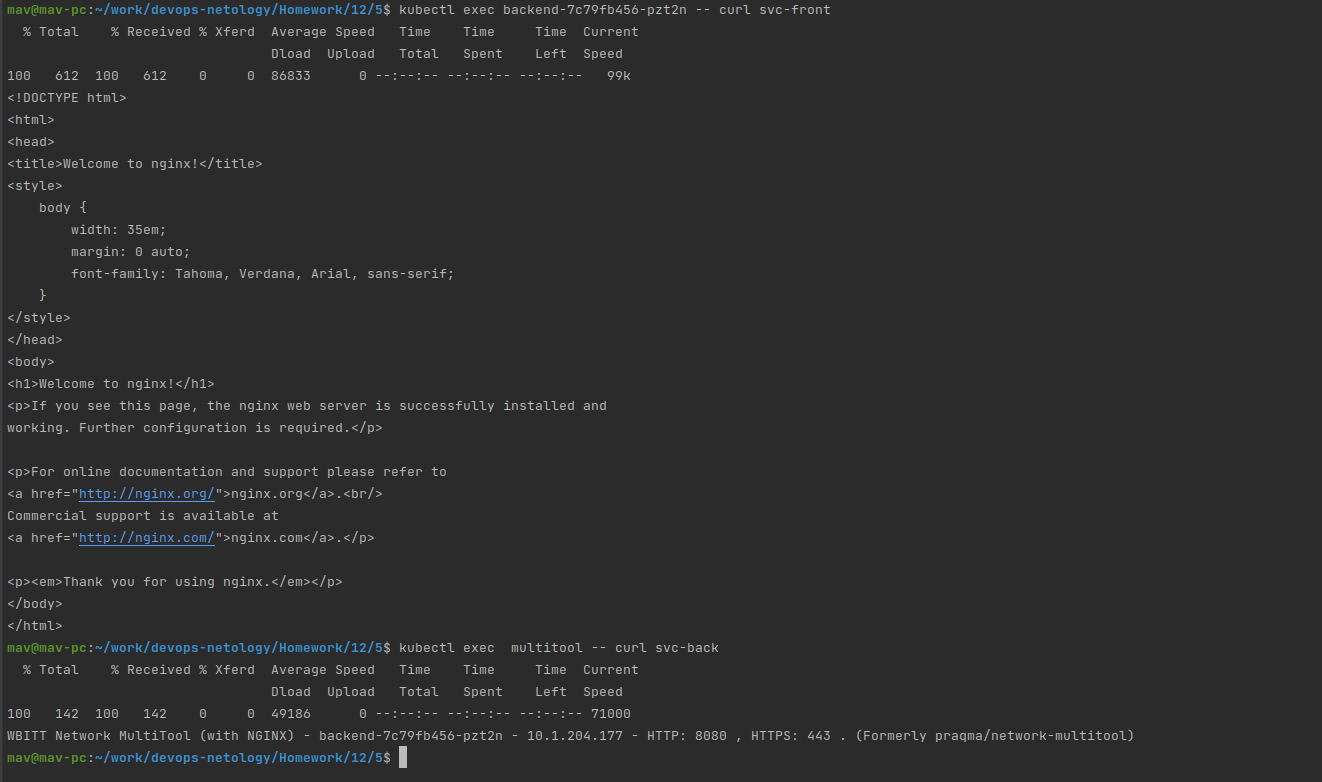 mav@mav-pc:~/work/devops-netology/Homework/12/5$ kubectl exec backend-7c79fb456-pzt2n -- curl svc-front
  % Total    % Received % Xferd  Average Speed   Time    Time     Time  Current
                                 Dload  Upload   Total   Spent    Left  Speed
100   612  100   612    0     0  86833      0 --:--:-- --:--:-- --:--:--   99k
<!DOCTYPE html>
<html>
<head>
<title>Welcome to nginx!</title>
<style>
    body {
        width: 35em;
        margin: 0 auto;
        font-family: Tahoma, Verdana, Arial, sans-serif;
    }
</style>
</head>
<body>
<h1>Welcome to nginx!</h1>
<p>If you see this page, the nginx web server is successfully installed and
working. Further configuration is required.</p>

<p>For online documentation and support please refer to
<a href="http://nginx.org/">nginx.org</a>.<br/>
Commercial support is available at
<a href="http://nginx.com/">nginx.com</a>.</p>

<p><em>Thank you for using nginx.</em></p>
</body>
</html>
mav@mav-pc:~/work/devops-netology/Homework/12/5$ kubectl exec  multitool -- curl svc-back
  % Total    % Received % Xferd  Average Speed   Time    Time     Time  Current
                                 Dload  Upload   Total   Spent    Left  Speed
100   142  100   142    0     0  49186      0 --:--:-- --:--:-- --:--:-- 71000
WBITT Network MultiTool (with NGINX) - backend-7c79fb456-pzt2n - 10.1.204.177 - HTTP: 8080 , HTTPS: 443 . (Formerly praqma/network-multitool)
mav@mav-pc:~/work/devops-netology/Homework/12/5$